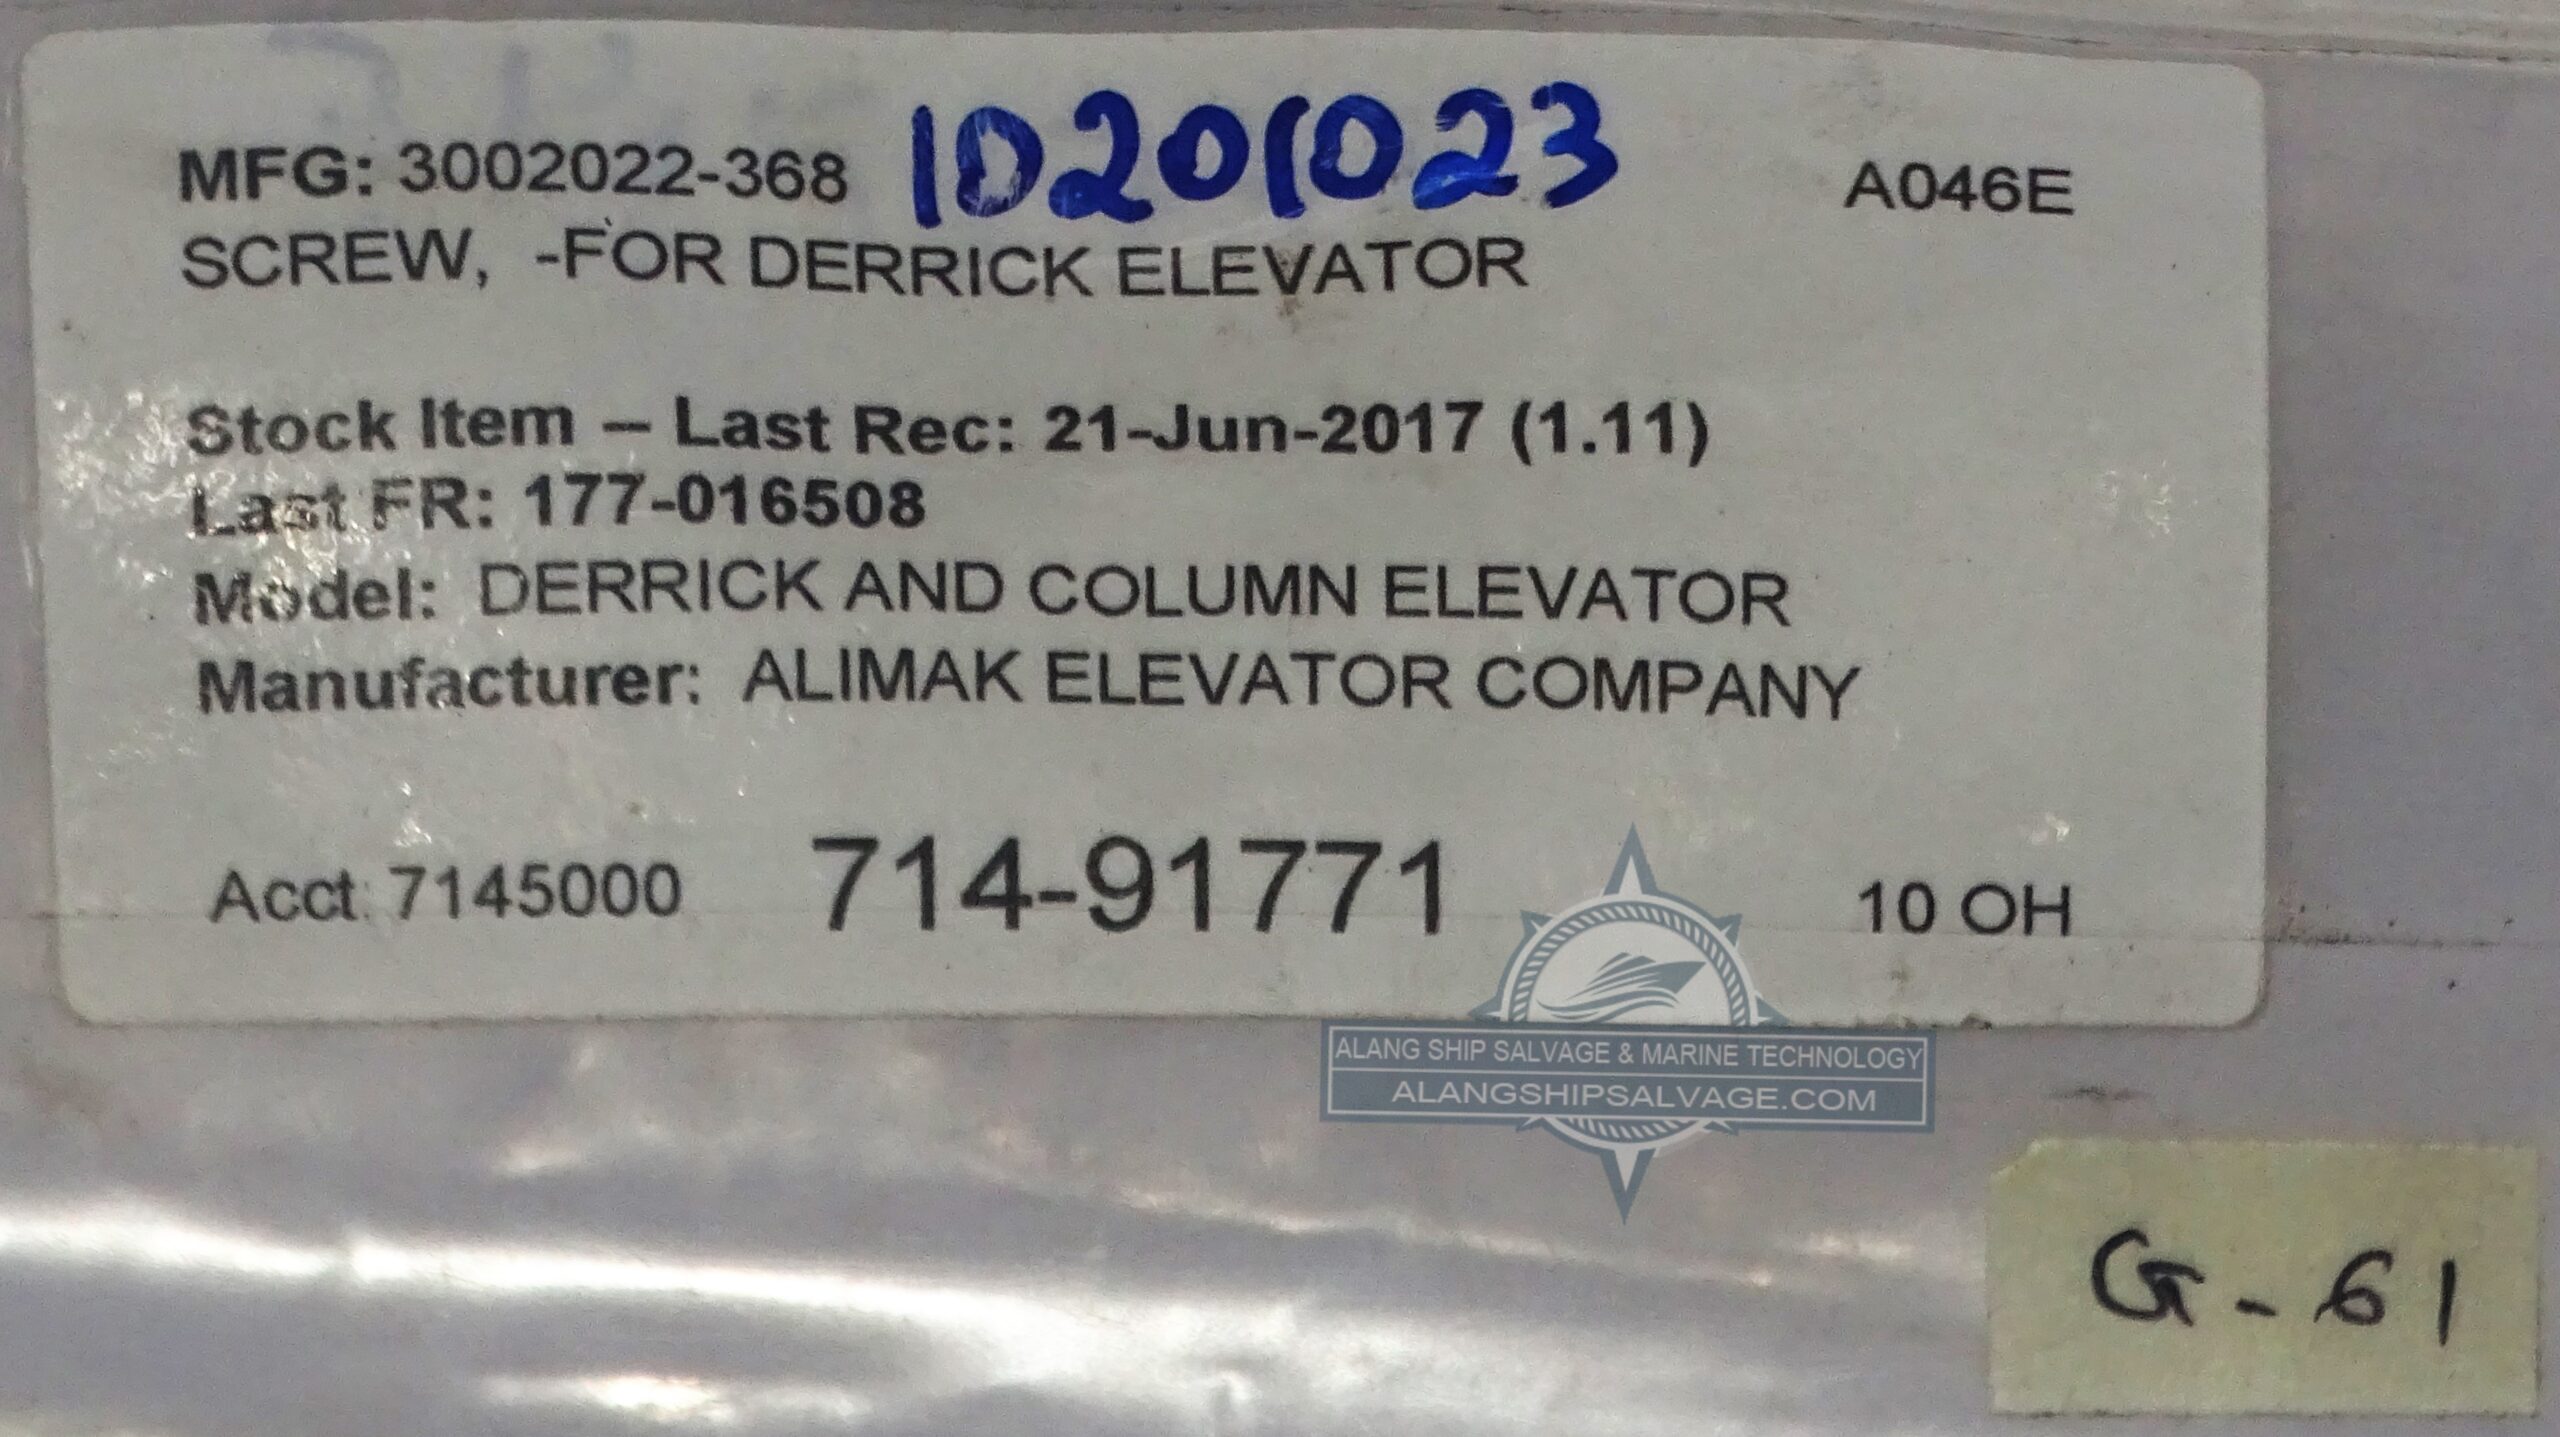 MFG: 3002022-368 10201023 A046E
SCREW, -FOR DERRICK ELEVATOR
Stock Item – Last Rec: 21-Jun-2017 (1.11)
Last FR: 177-016508
Model: DERRICK AND COLUMN ELEVATOR
Manufacturer: ALIMAK ELEVATOR COMPANY
Acct: 7145000 714-91771 10 OH
ALANG SHIP SALVAGE & MARINE TECHNOLOGY
ALANGSHIPSALVAGE.COM
G-61